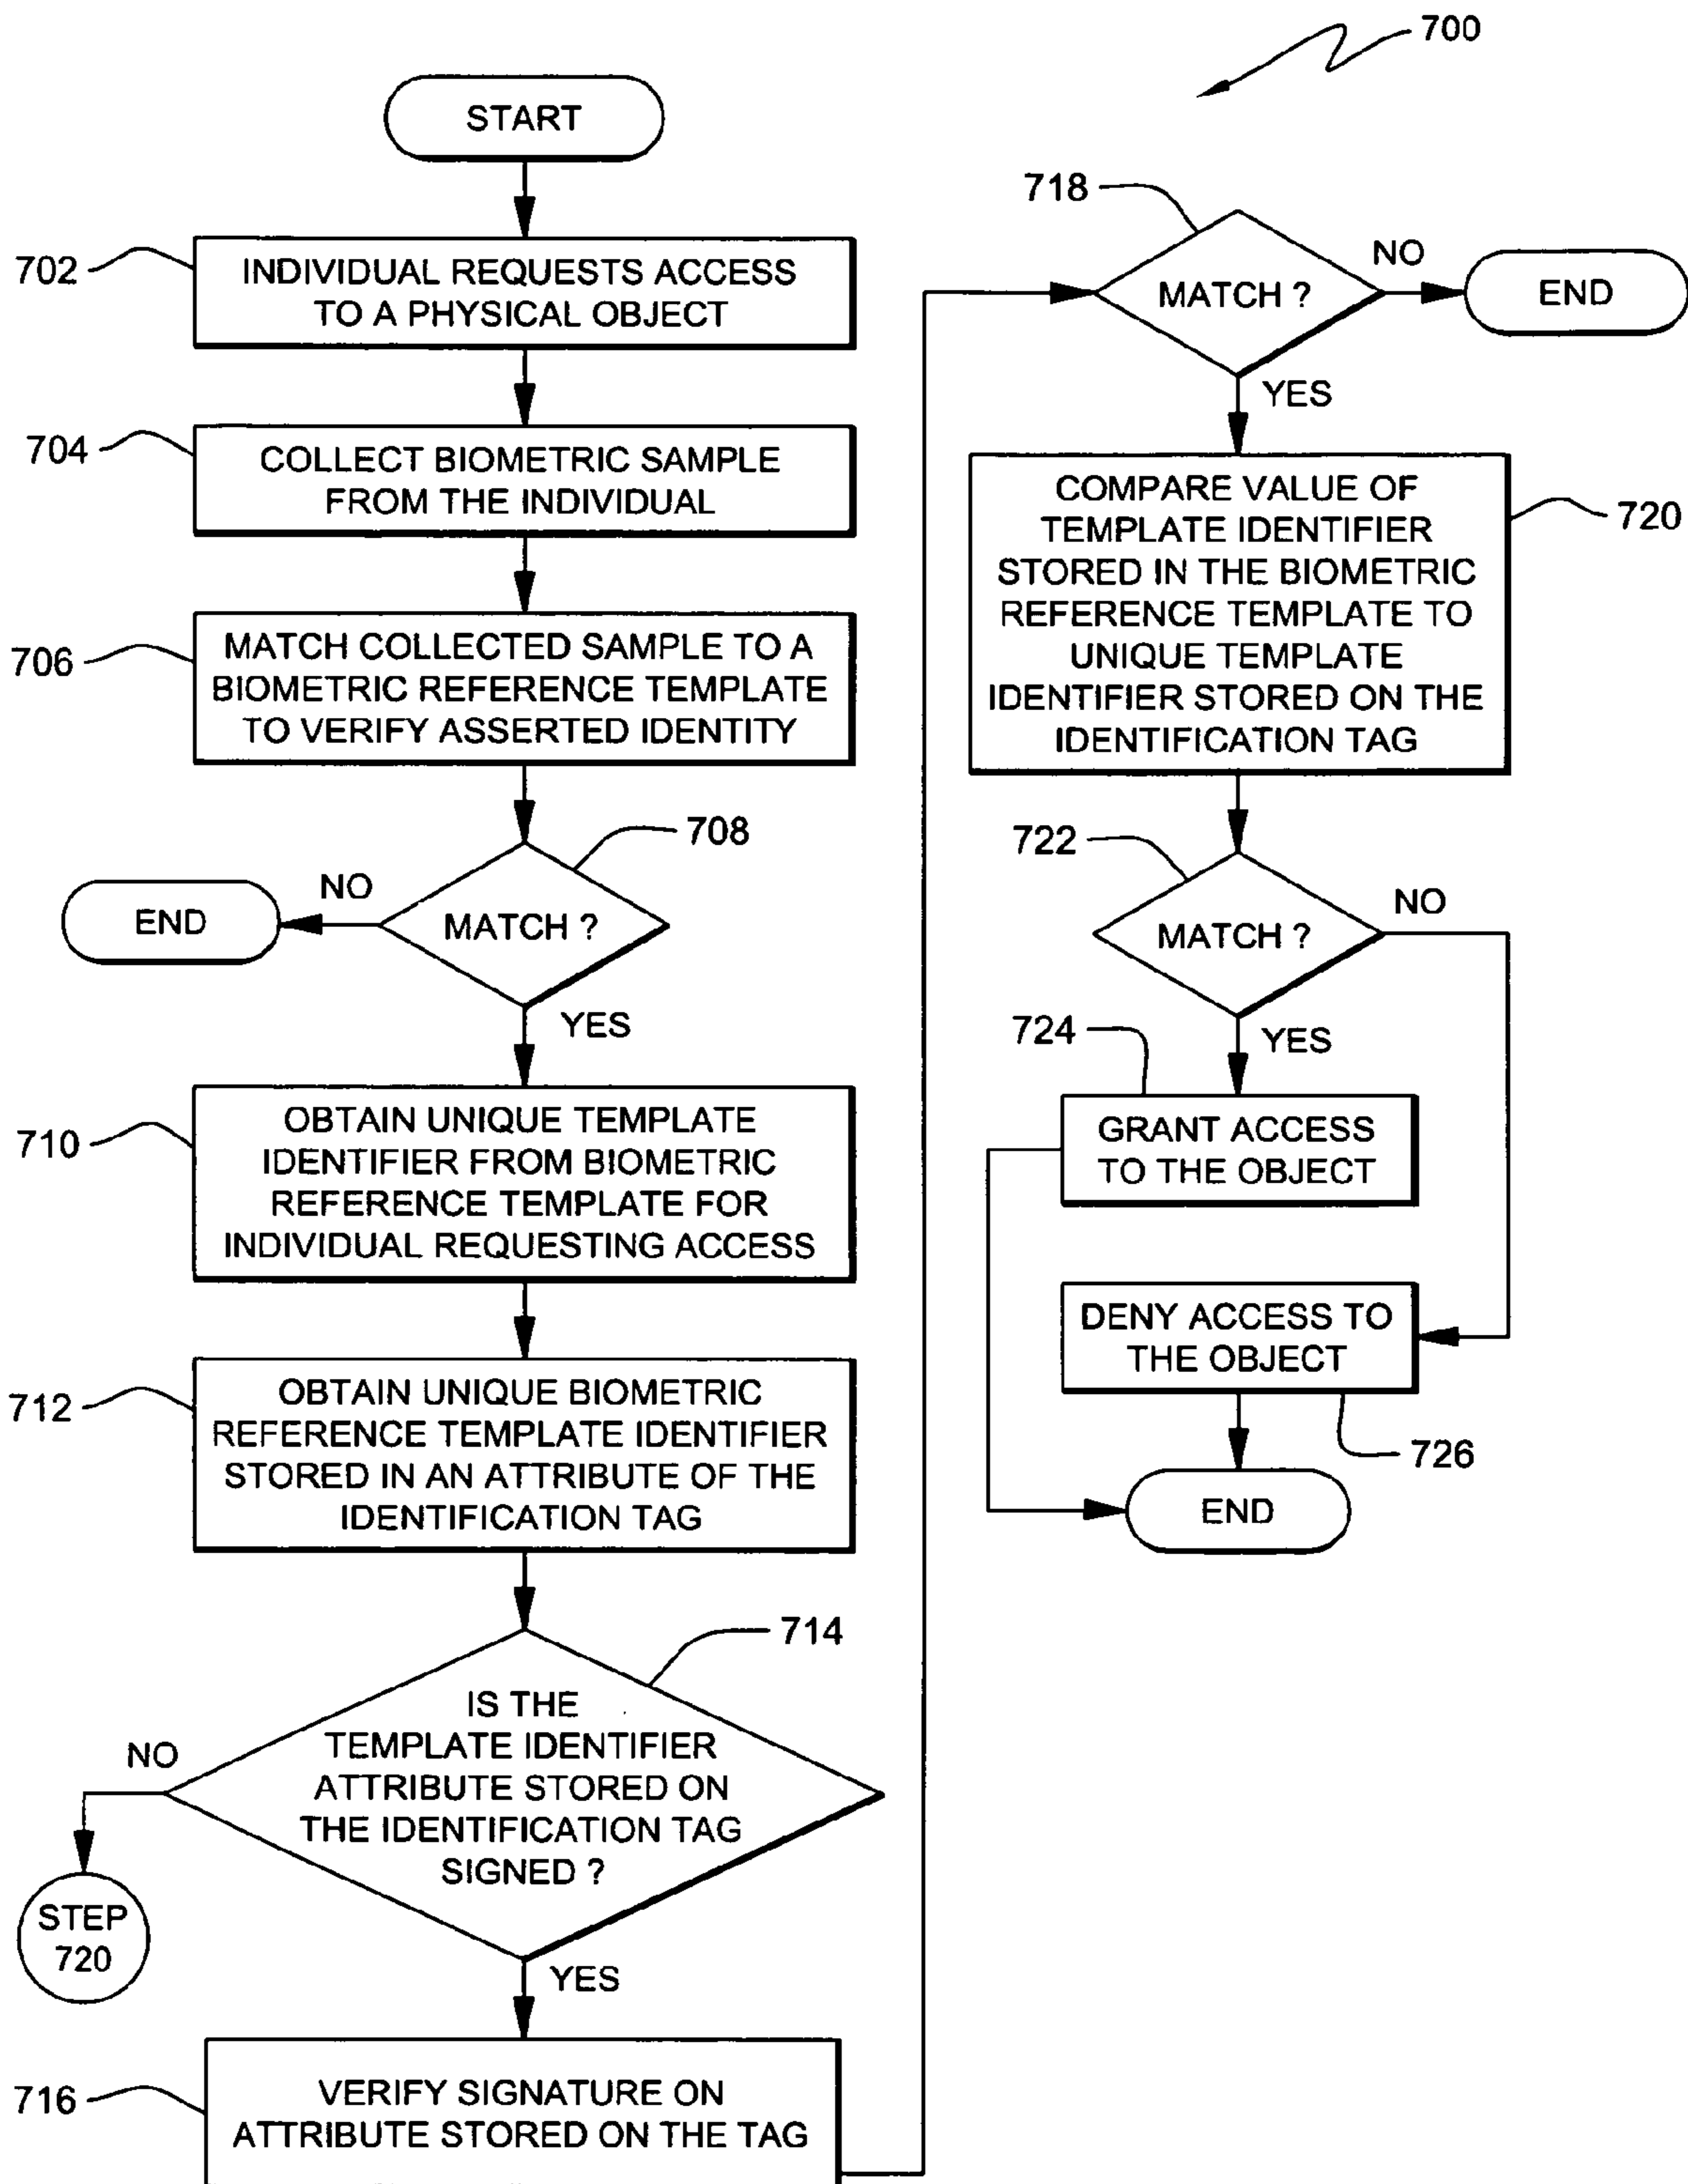 700
START
702
INDIVIDUAL REQUESTS ACCESS
TO A PHYSICAL OBJECT
704
COLLECT BIOMETRIC SAMPLE
FROM THE INDIVIDUAL
706
MATCH COLLECTED SAMPLE TO A
BIOMETRIC REFERENCE TEMPLATE
TO VERIFY ASSERTED IDENTITY
708
MATCH ?
NO
END
YES
710
OBTAIN UNIQUE TEMPLATE
IDENTIFIER FROM BIOMETRIC
REFERENCE TEMPLATE FOR
INDIVIDUAL REQUESTING ACCESS
712
OBTAIN UNIQUE BIOMETRIC
REFERENCE TEMPLATE IDENTIFIER
STORED IN AN ATTRIBUTE OF THE
IDENTIFICATION TAG
714
IS THE
TEMPLATE IDENTIFIER
ATTRIBUTE STORED ON
THE IDENTIFICATION TAG
SIGNED ?
NO
STEP
720
YES
716
VERIFY SIGNATURE ON
ATTRIBUTE STORED ON THE TAG
718
MATCH ?
NO
END
YES
720
COMPARE VALUE OF
TEMPLATE IDENTIFIER
STORED IN THE BIOMETRIC
REFERENCE TEMPLATE TO
UNIQUE TEMPLATE
IDENTIFIER STORED ON THE
IDENTIFICATION TAG
722
MATCH ?
NO
YES
724
GRANT ACCESS
TO THE OBJECT
DENY ACCESS TO
THE OBJECT
726
END